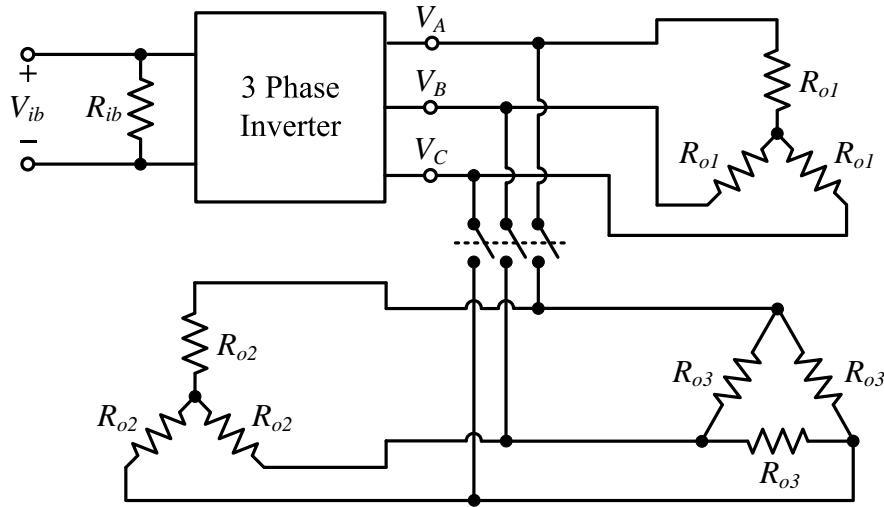 V_A
+
V_ib
−
R_ib
3 Phase
Inverter
V_B
V_C
R_o1
R_o1
R_o1
R_o2
R_o2
R_o2
R_o3
R_o3
R_o3